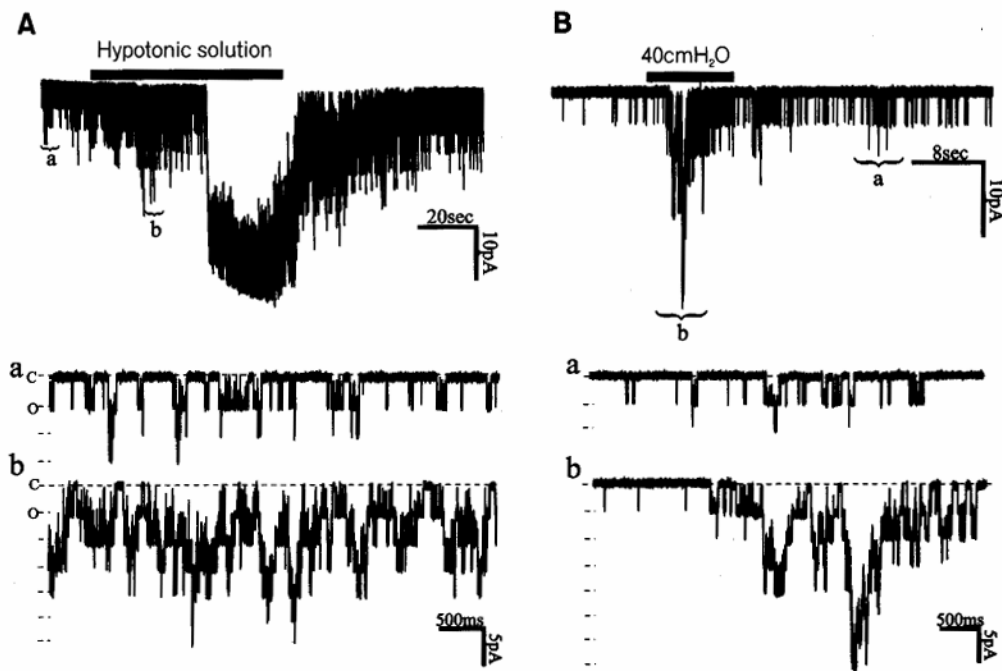 A
Hypotonic solution
a
b
20sec
10pA
B
40cmH₂O
a
b
8sec
10pA
a
C
O
b
C
O
500ms
5pA
a
b
500ms
5pA